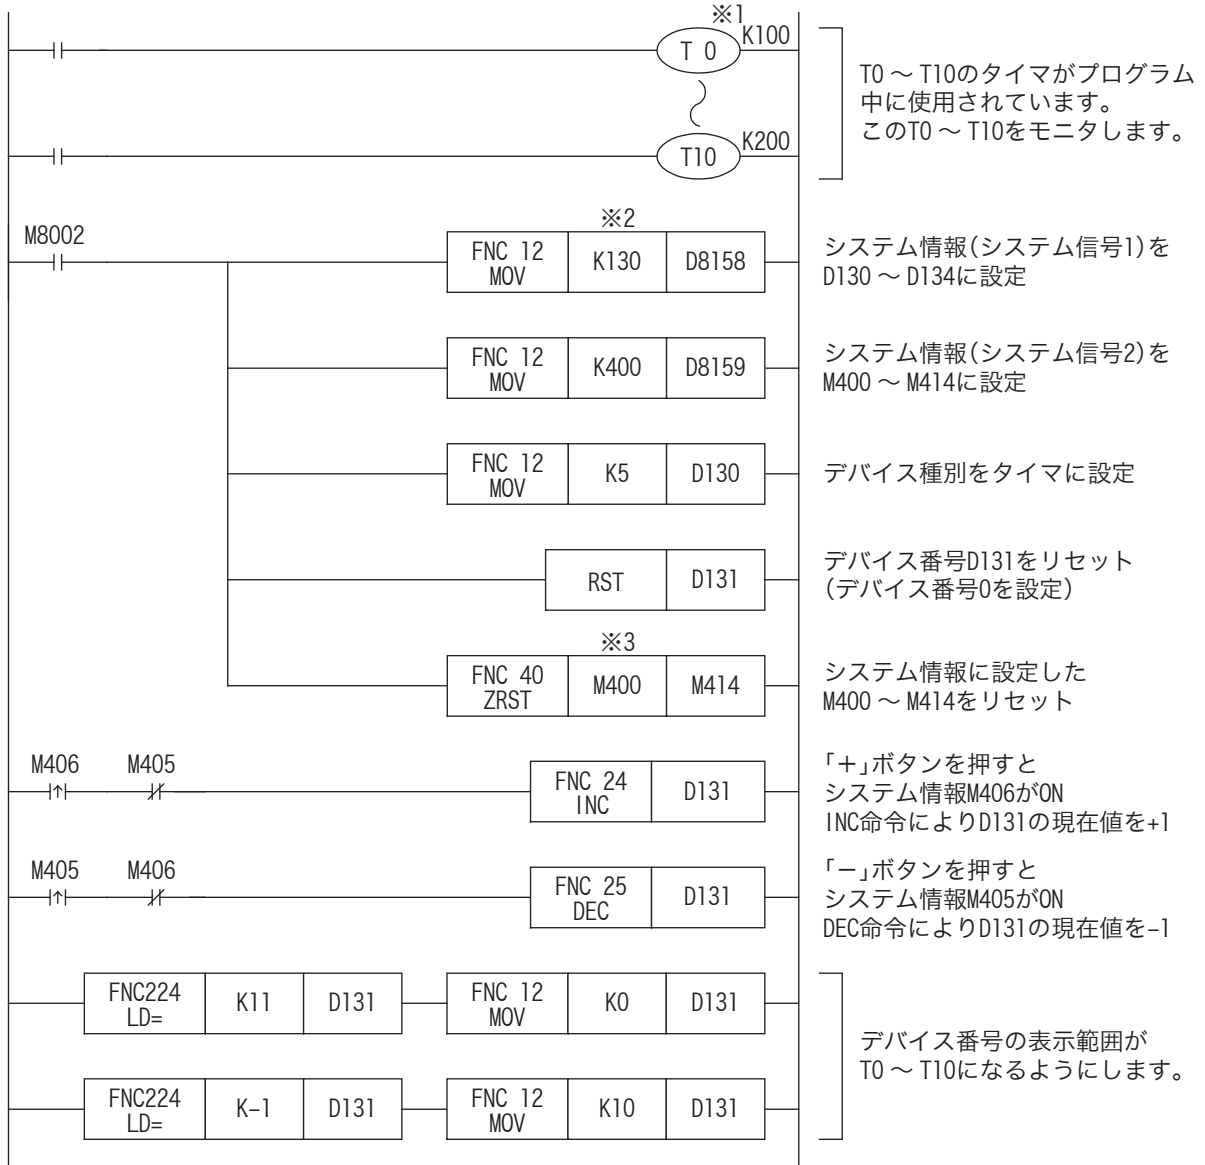 ※1
T 0 K100
T0 ～ T10のタイマがプログラム
中に使用されています。
このT0 ～ T10をモニタします。
T10 K200
M8002
※2
FNC 12
MOV
K130
D8158
システム情報(システム信号1)を
D130 ～ D134に設定
FNC 12
MOV
K400
D8159
システム情報(システム信号2)を
M400 ～ M414に設定
FNC 12
MOV
K5
D130
デバイス種別をタイマに設定
RST
D131
デバイス番号D131をリセット
(デバイス番号0を設定)
※3
FNC 40
ZRST
M400
M414
システム情報に設定した
M400 ～ M414をリセット
M406 M405
FNC 24
INC
D131
「＋」ボタンを押すと
システム情報M406がON
INC命令によりD131の現在値を+1
M405 M406
FNC 25
DEC
D131
「－」ボタンを押すと
システム情報M405がON
DEC命令によりD131の現在値を−1
FNC224
LD=
K11
D131
FNC 12
MOV
K0
D131
FNC224
LD=
K−1
D131
FNC 12
MOV
K10
D131
デバイス番号の表示範囲が
T0 ～ T10になるようにします。